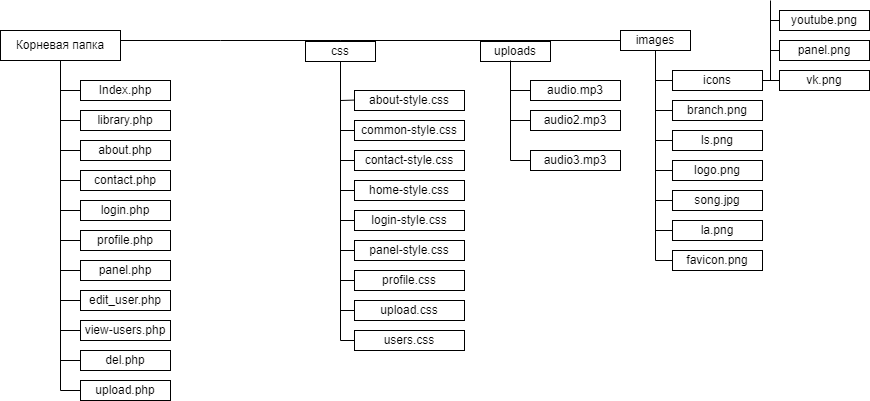 Корневая папка
Index.php
library.php
about.php
contact.php
login.php
profile.php
panel.php
edit_user.php
view-users.php
del.php
upload.php
css
about-style.css
common-style.css
contact-style.css
home-style.css
login-style.css
panel-style.css
profile.css
upload.css
users.css
uploads
audio.mp3
audio2.mp3
audio3.mp3
images
icons
branch.png
ls.png
logo.png
song.jpg
la.png
favicon.png
youtube.png
panel.png
vk.png